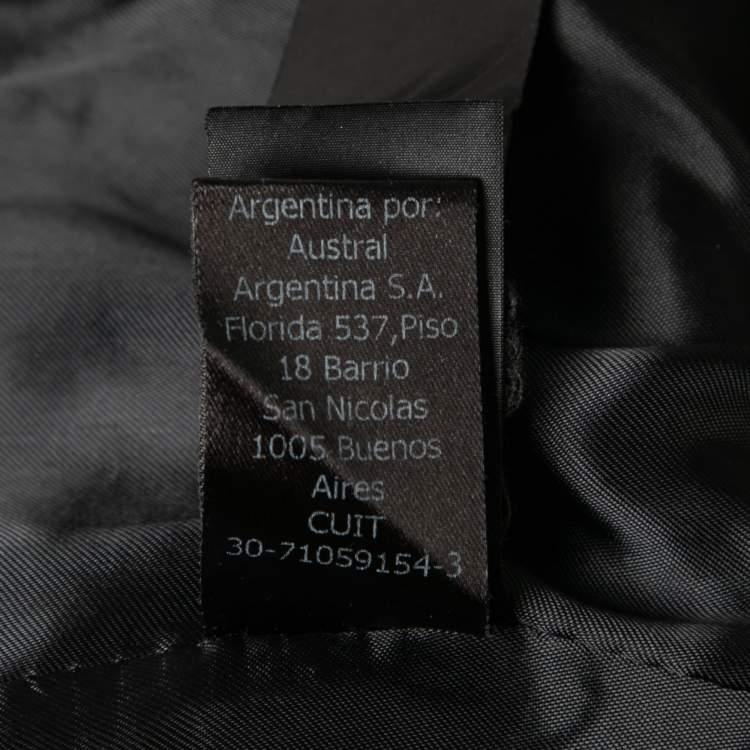 Argentina por:
Austral
Argentina S.A.
Florida 537,Piso
18 Barrio
San Nicolas
1005 Buenos
Aires
CUIT
30-71059154-3